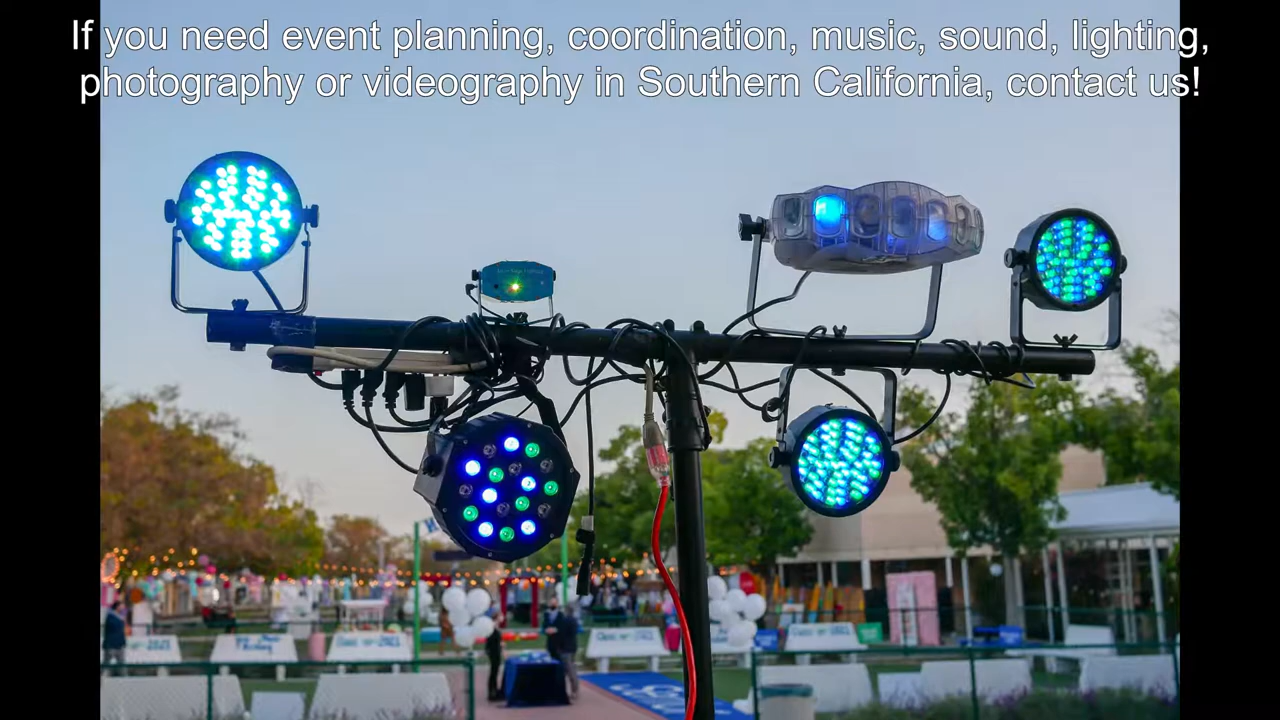 If you need event planning, coordination, music, sound, lighting,
photography or videography in Southern California, contact us!